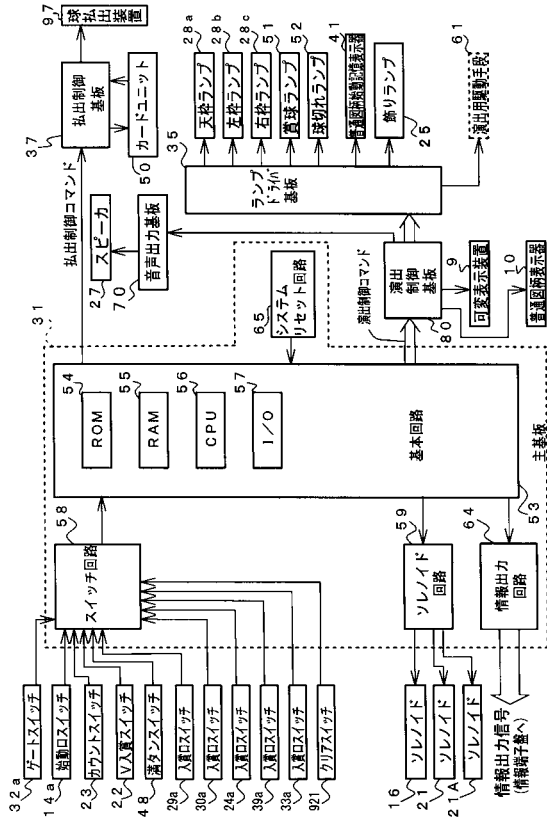 32a ゲートスイッチ
14a 始動口スイッチ
23 カウントスイッチ
22 V入賞スイッチ
48 満タンスイッチ
29a 入賞口スイッチ
30a 入賞口スイッチ
24a 入賞口スイッチ
39a 入賞口スイッチ
33a 入賞口スイッチ
921 クリアスイッチ
16 ソレノイド
21 ソレノイド
21A ソレノイド
情報出力信号
(情報端子盤へ)
58
スイッチ回路
59
ソレノイド
回路
64
情報出力
回路
31
54
ROM
55
RAM
56
CPU
57
I/O
基本回路
53
主基板
65
システム
リセット回路
払出制御コマンド
演出制御コマンド
37
払出制御
基板
97
球払出装置
カードユニット
50
27
スピーカ
70
音声出力基板
演出
制御
基板
80
9
可変表示装置
10
普通図柄表示器
35
ランプ
ドライバ
基板
28a
天枠ランプ
28b
左枠ランプ
28c
右枠ランプ
51
賞球ランプ
52
球切れランプ
41
普通図柄始動記憶表示器
飾りランプ
25
61
演出用駆動手段